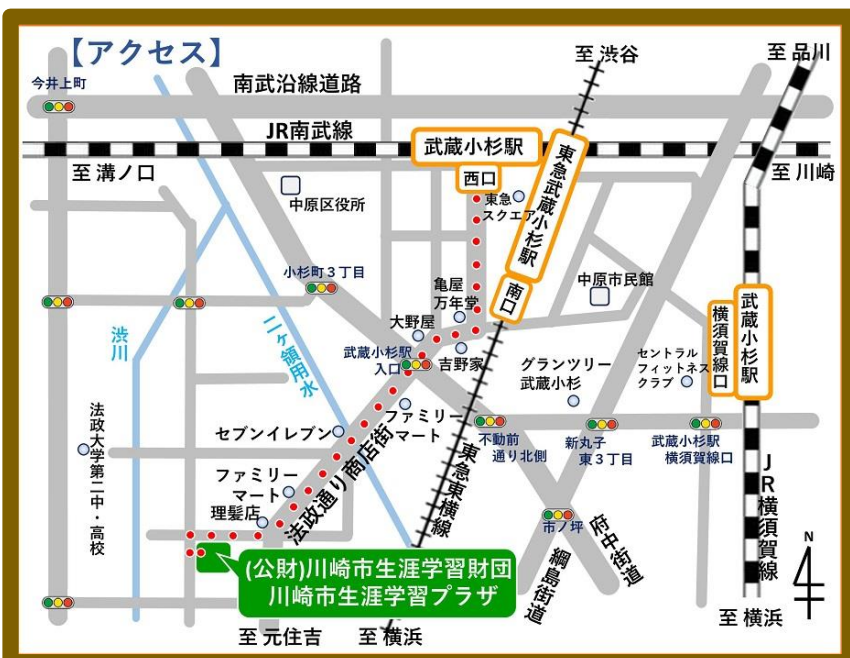 【アクセス】
至 渋谷
至 品川
今井上町
南武沿線道路
JR南武線
武蔵小杉駅
至 溝ノ口
西口
東急武蔵小杉駅
至 川崎
中原区役所
東急
スクエア
小杉町３丁目
亀屋
万年堂
南口
中原市民館
大野屋
渋川
二ヶ領用水
武蔵小杉駅
入口
吉野家
グランツリー
武蔵小杉
セントラル
フィットネス
クラブ
横須賀線口
武蔵小杉駅
法政大学第二中・高校
セブンイレブン
ファミリー
マート
不動前
通り北側
新丸子
東３丁目
武蔵小杉駅
横須賀線口
ファミリー
マート
理髪店
法政通り商店街
東急東横線
JR横須賀線
市ノ坪
府中街道
綱島街道
N
(公財)川崎市生涯学習財団
川崎市生涯学習プラザ
至 元住吉
至 横浜
至 横浜